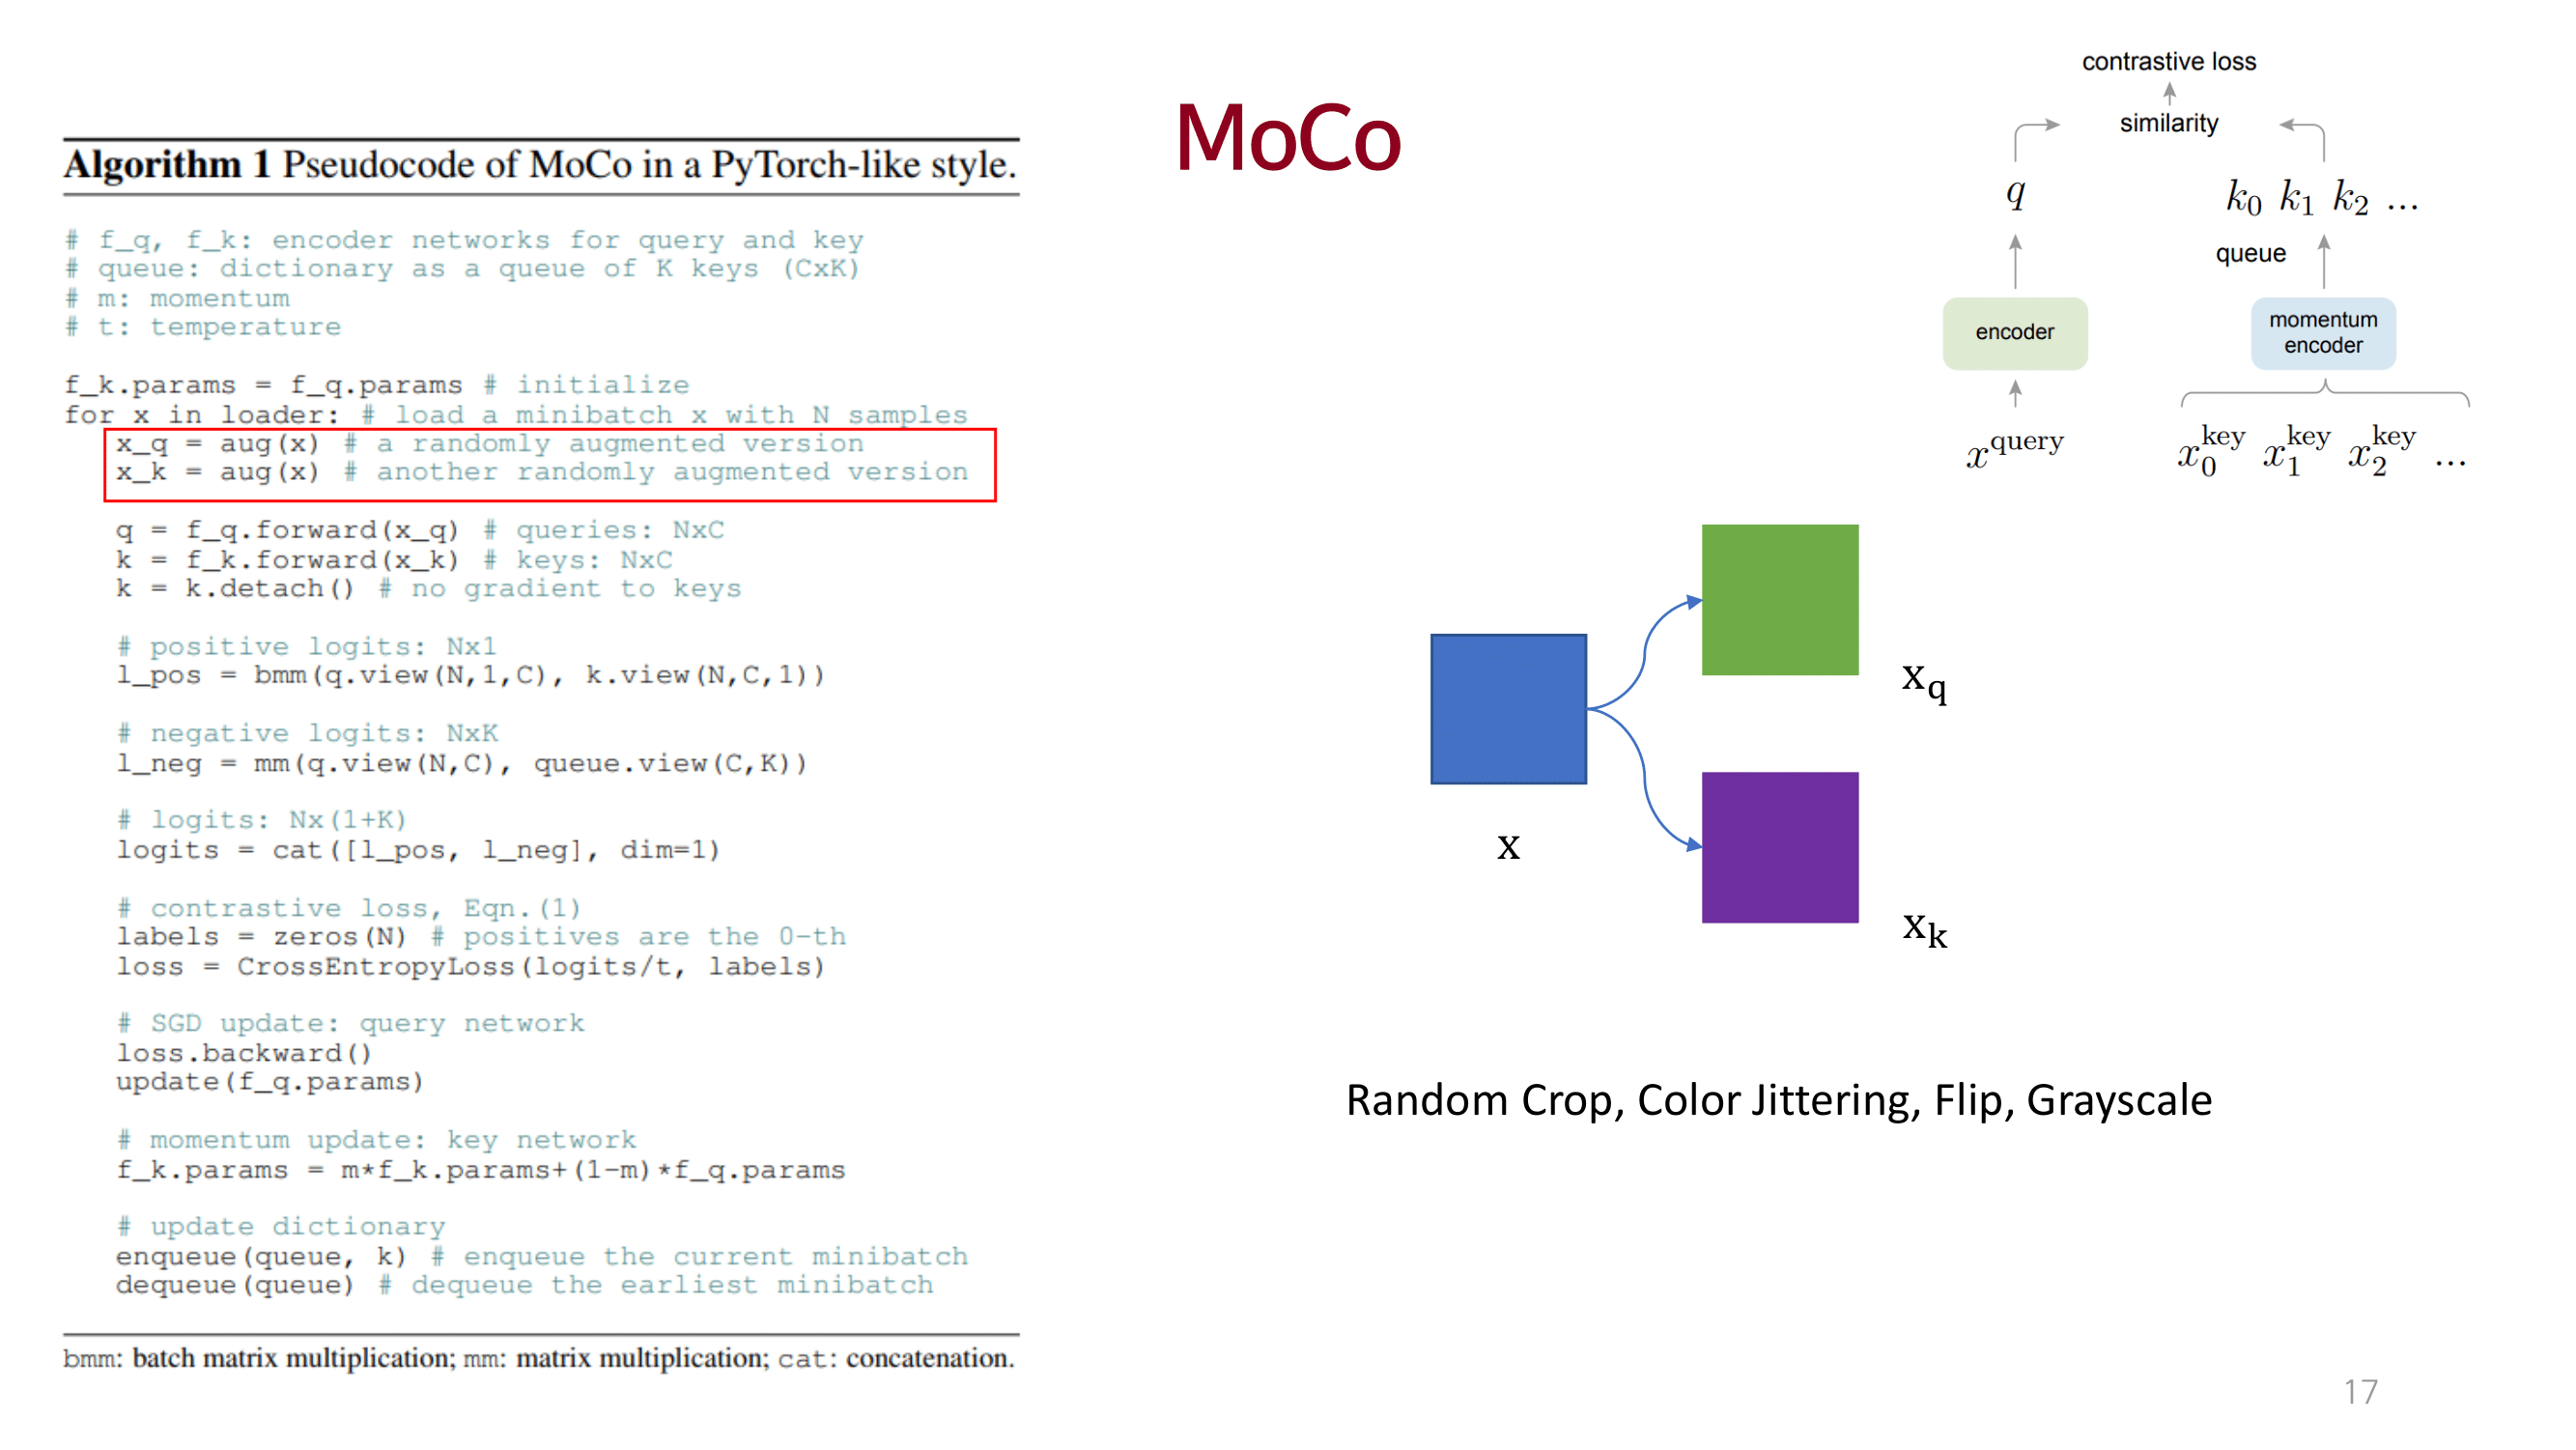 MoCo
Algorithm 1 Pseudocode of MoCo in a PyTorch-like style.
# f_q, f_k: encoder networks for query and key
# queue: dictionary as a queue of K keys (CxK)
# m: momentum
# t: temperature
f_k.params = f_q.params # initialize
for x in loader: # load a minibatch x with N samples
x_q = aug(x) # a randomly augmented version
x_k = aug(x) # another randomly augmented version
q = f_q.forward(x_q) # queries: NxC
k = f_k.forward(x_k) # keys: NxC
k = k.detach() # no gradient to keys
# positive logits: Nx1
l_pos = bmm(q.view(N,1,C), k.view(N,C,1))
# negative logits: NxK
l_neg = mm(q.view(N,C), queue.view(C,K))
# logits: Nx(1+K)
logits = cat([l_pos, l_neg], dim=1)
# contrastive loss, Eqn.(1)
labels = zeros(N) # positives are the 0-th
loss = CrossEntropyLoss(logits/t, labels)
# SGD update: query network
loss.backward()
update(f_q.params)
# momentum update: key network
f_k.params = m*f_k.params+(1-m)*f_q.params
# update dictionary
enqueue(queue, k) # enqueue the current minibatch
dequeue(queue) # dequeue the earliest minibatch
bmm: batch matrix multiplication; mm: matrix multiplication; cat: concatenation.
contrastive loss
similarity
q k₀ k₁ k₂ ...
queue
encoder
momentum
encoder
x^query x₀^key x₁^key x₂^key ...
x_q
x
x_k
Random Crop, Color Jittering, Flip, Grayscale
17